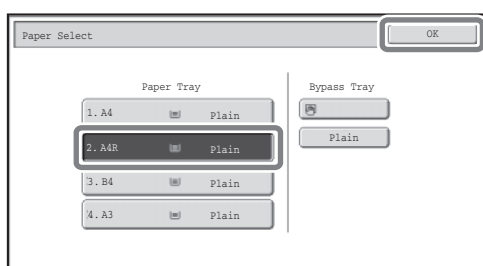 Paper Select
OK
Paper Tray
Bypass Tray
1. A4 Plain
2. A4R Plain
Plain
3. B4 Plain
4. A3 Plain